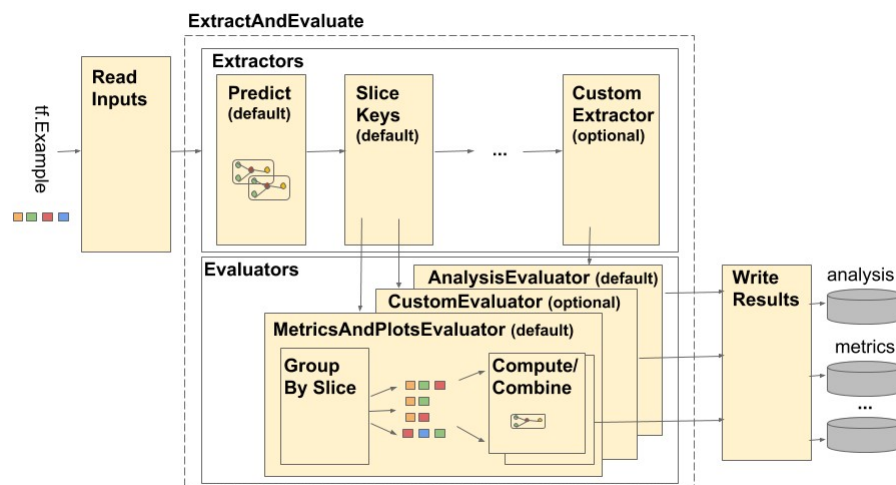 ExtractAndEvaluate
Extractors
Read
Inputs
tf.Example
Predict
(default)
Slice
Keys
(default)
...
Custom
Extractor
(optional)
Evaluators
AnalysisEvaluator (default)
CustomEvaluator (optional)
MetricsAndPlotsEvaluator (default)
Group
By Slice
Compute/
Combine
Write
Results
analysis
metrics
...